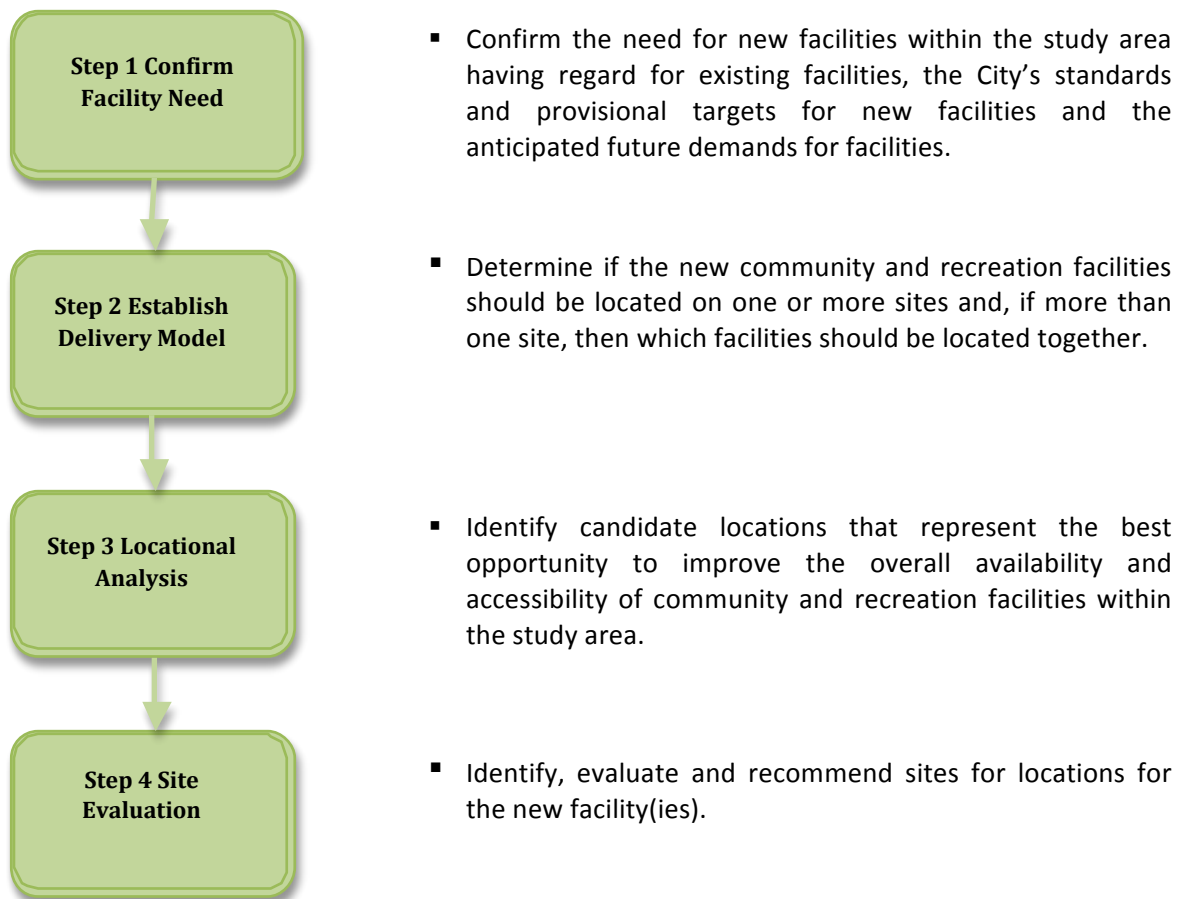 Step 1 Confirm
Facility Need
▪ Confirm the need for new facilities within the study area
having regard for existing facilities, the City’s standards
and provisional targets for new facilities and the
anticipated future demands for facilities.
Step 2 Establish
Delivery Model
▪ Determine if the new community and recreation facilities
should be located on one or more sites and, if more than
one site, then which facilities should be located together.
Step 3 Locational
Analysis
▪ Identify candidate locations that represent the best
opportunity to improve the overall availability and
accessibility of community and recreation facilities within
the study area.
Step 4 Site
Evaluation
▪ Identify, evaluate and recommend sites for locations for
the new facility(ies).